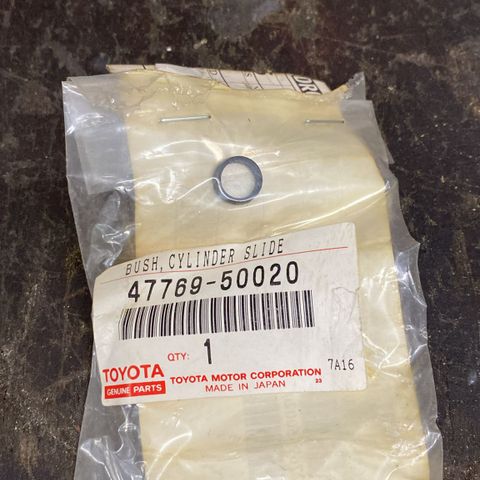 BUSH, CYLINDER SLIDE
47769-50020
QTY: 1
7A16
TOYOTA
GENUINE PARTS
TOYOTA MOTOR CORPORATION
MADE IN JAPAN 23